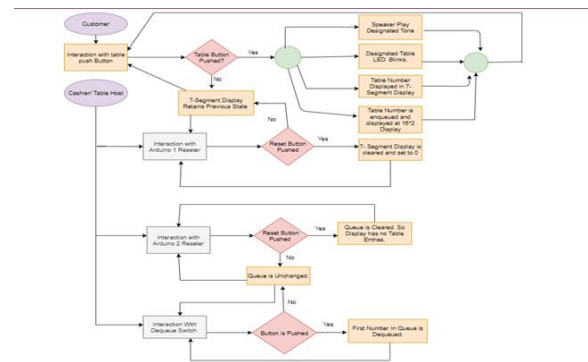 Customer
Interaction with table
push Button
Table Button
Pushed?
Yes
No
Speaker Play
Designated Tone
Designated Table
LED Blinks.
Table Number
Displayed in 7-
Segment Display
Table Number is
enqueued and
displayed at 16*2
Display
Cashier/ Table Host
7-Segment Display
Retains Previous State
No
Interaction with
Arduino 1 Reseter
Reset Button
Pushed
Yes
7- Segment Display is
cleared and set to 0
Interaction with
Arduino 2 Reseter
Reset Button
Pushed
Yes
Queue is Cleared. So
Display has no Table
Entries.
No
Queue is Unchanged.
No
Interaction With
Dequeue Switch
Button is Pushed
Yes
First Number in Queue is
Dequeued.